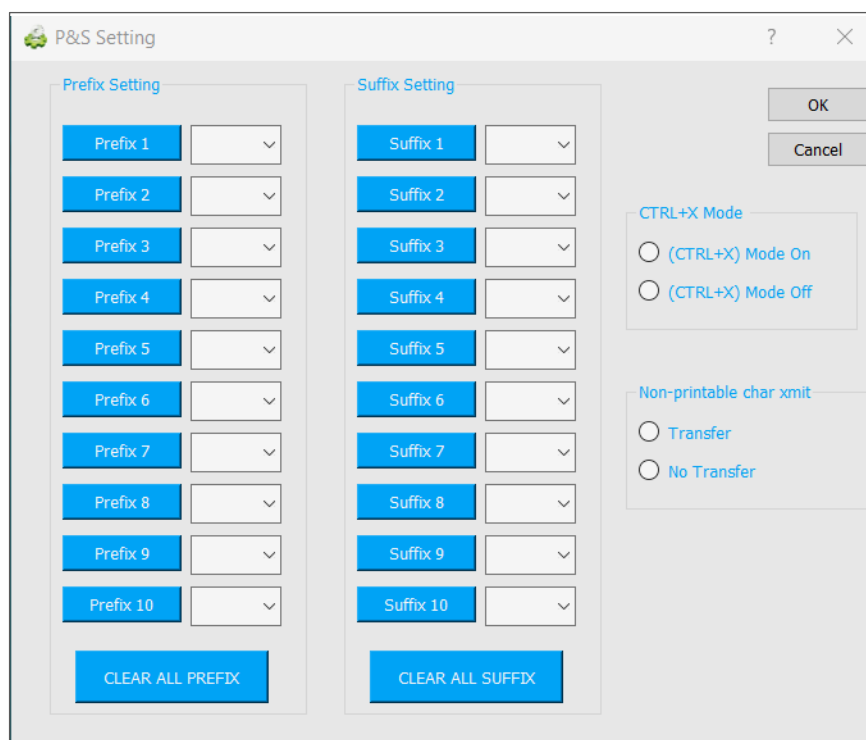 P&S Setting
?
Prefix Setting
Prefix 1
Prefix 2
Prefix 3
Prefix 4
Prefix 5
Prefix 6
Prefix 7
Prefix 8
Prefix 9
Prefix 10
CLEAR ALL PREFIX
Suffix Setting
Suffix 1
Suffix 2
Suffix 3
Suffix 4
Suffix 5
Suffix 6
Suffix 7
Suffix 8
Suffix 9
Suffix 10
CLEAR ALL SUFFIX
OK
Cancel
CTRL+X Mode
(CTRL+X) Mode On
(CTRL+X) Mode Off
Non-printable char xmit
Transfer
No Transfer